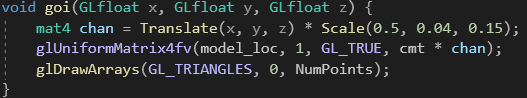 void goi(GLfloat x, GLfloat y, GLfloat z) {
mat4 chan = Translate(x, y, z) * Scale(0.5, 0.04, 0.15);
glUniformMatrix4fv(model_loc, 1, GL_TRUE, cmt * chan);
glDrawArrays(GL_TRIANGLES, 0, NumPoints);
}